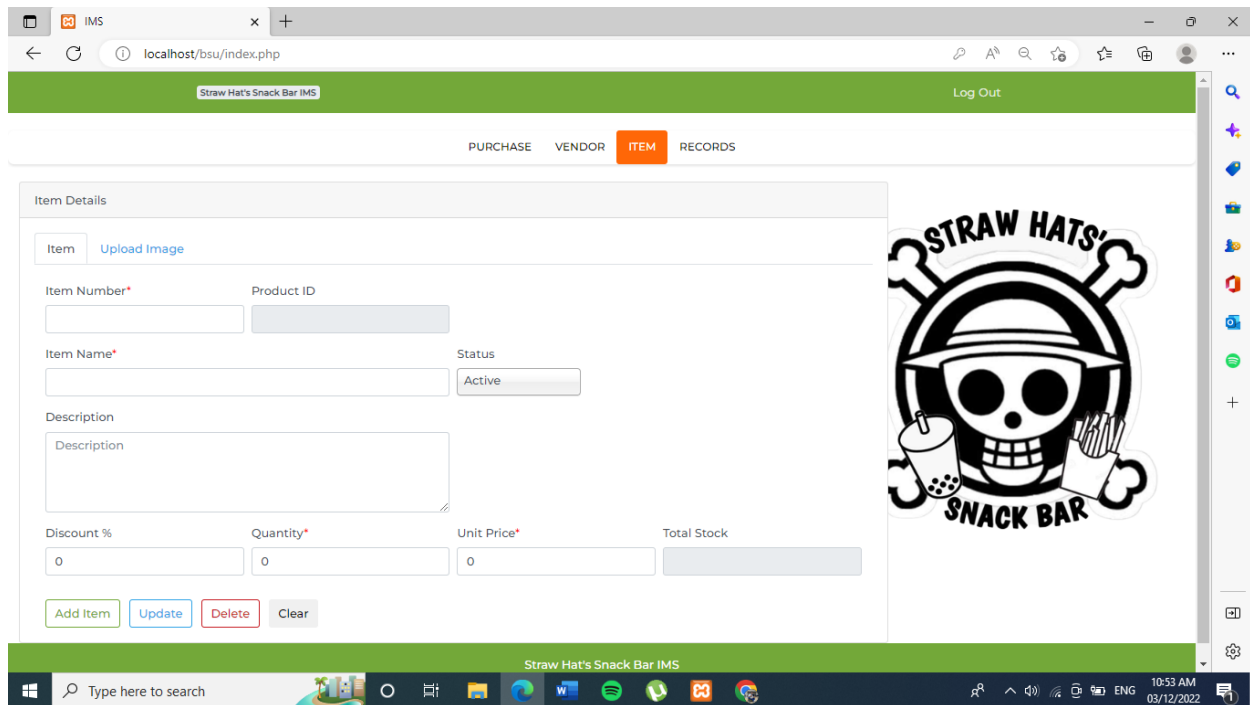 IMS
localhost/bsu/index.php
Straw Hat's Snack Bar IMS
Log Out
PURCHASE VENDOR ITEM RECORDS
Item Details
Item Upload Image
Item Number* Product ID
Item Name* Status
Active
Description
Description
Discount % Quantity* Unit Price* Total Stock
0 0 0
Add Item Update Delete Clear
STRAW HATS'
SNACK BAR
Straw Hat's Snack Bar IMS
Type here to search
ENG
10:53 AM
03/12/2022